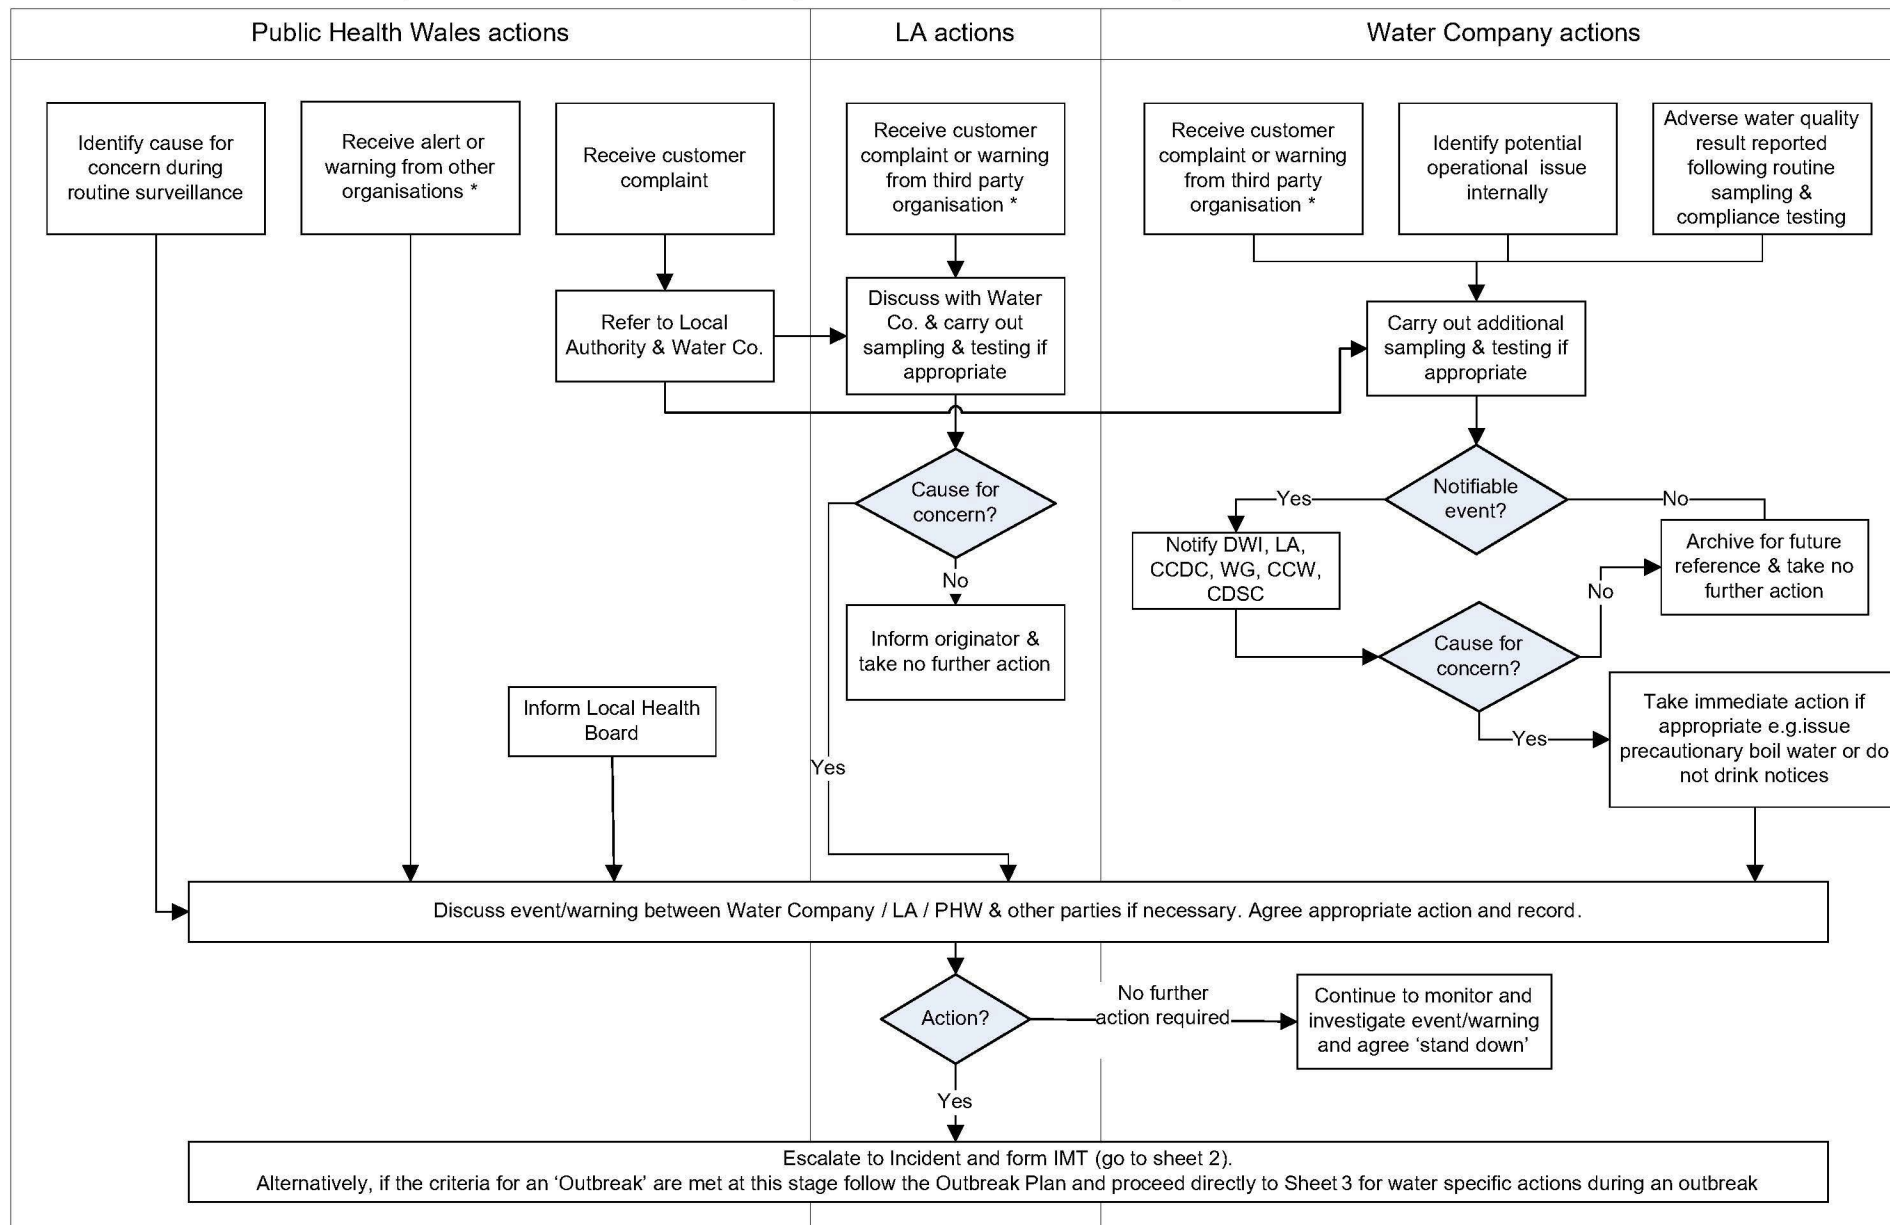 Public Health Wales actions
LA actions
Water Company actions
Identify cause for
concern during
routine surveillance
Receive alert or
warning from other
organisations *
Receive customer
complaint
Receive customer
complaint or warning
from third party
organisation *
Receive customer
complaint or warning
from third party
organisation *
Identify potential
operational issue
internally
Adverse water quality
result reported
following routine
sampling &
compliance testing
Refer to Local
Authority & Water Co.
Discuss with Water
Co. & carry out
sampling & testing if
appropriate
Carry out additional
sampling & testing if
appropriate
Cause for
concern?
No
Inform originator &
take no further action
Yes
Notifiable
event?
Yes
No
Notify DWI, LA,
CCDC, WG, CCW,
CDSC
Archive for future
reference & take no
further action
No
Cause for
concern?
Yes
Take immediate action if
appropriate e.g.issue
precautionary boil water or do
not drink notices
Inform Local Health
Board
Discuss event/warning between Water Company / LA / PHW & other parties if necessary. Agree appropriate action and record.
Action?
No further
action required
Continue to monitor and
investigate event/warning
and agree ‘stand down’
Yes
Escalate to Incident and form IMT (go to sheet 2).
Alternatively, if the criteria for an ‘Outbreak’ are met at this stage follow the Outbreak Plan and proceed directly to Sheet 3 for water specific actions during an outbreak